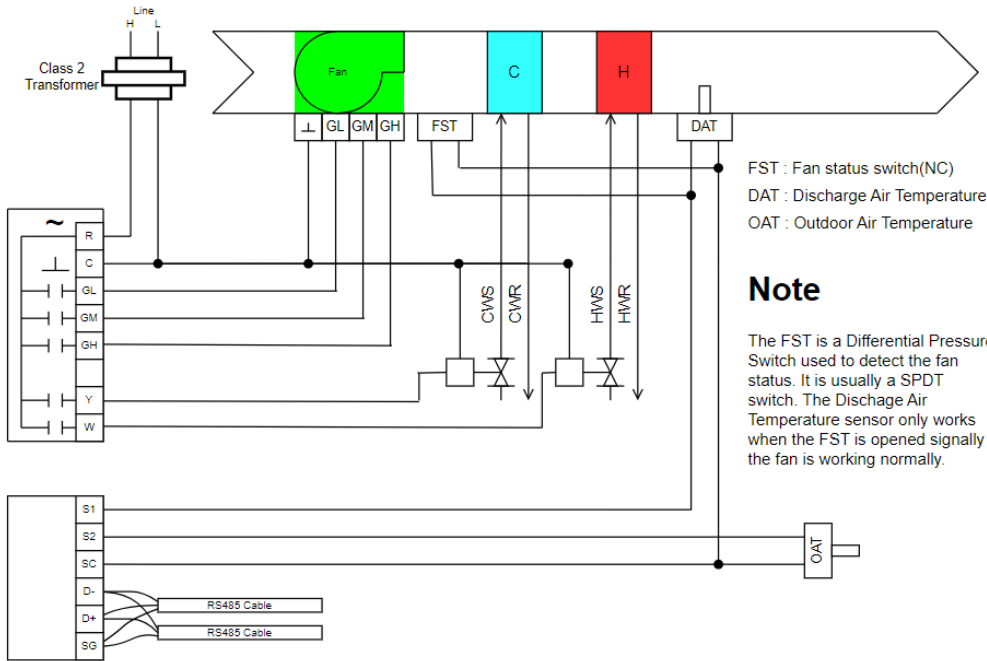 Line
H L
Class 2
Transformer
Fan
C
H
GL GM GH
FST
DAT
FST : Fan status switch(NC)
DAT : Discharge Air Temperature
OAT : Outdoor Air Temperature
~
R
C
GL
GM
GH
Y
W
CWS
CWR
HWS
HWR
Note
The FST is a Differential Pressure
Switch used to detect the fan
status. It is usually a SPDT
switch. The Dischage Air
Temperature sensor only works
when the FST is opened signally
the fan is working normally.
S1
S2
SC
D-
D+
SG
OAT
RS485 Cable
RS485 Cable